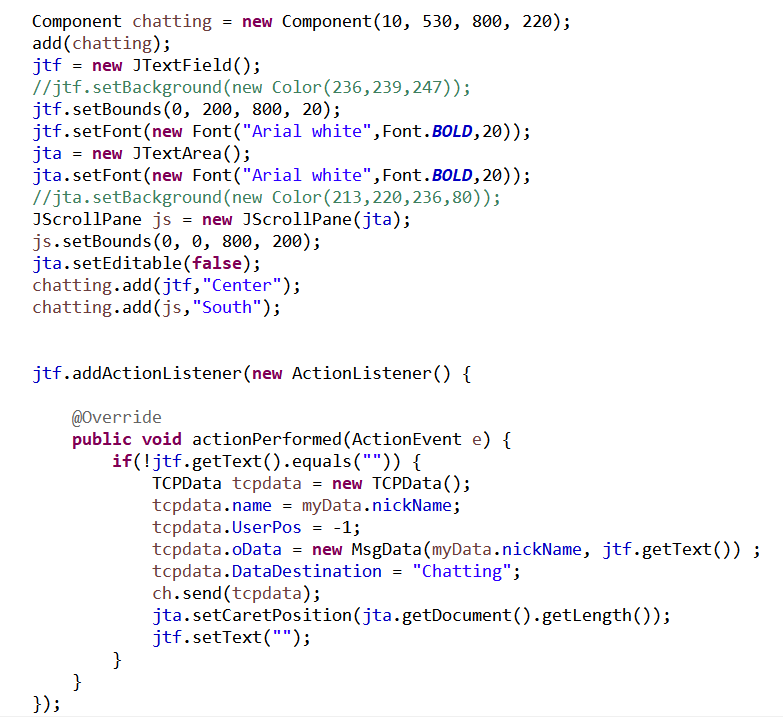 Component chatting = new Component(10, 530, 800, 220);
add(chatting);
jtf = new JTextField();
//jtf.setBackground(new Color(236,239,247));
jtf.setBounds(0, 200, 800, 20);
jtf.setFont(new Font("Arial white",Font.BOLD,20));
jta = new JTextArea();
jta.setFont(new Font("Arial white",Font.BOLD,20));
//jta.setBackground(new Color(213,220,236,80));
JScrollPane js = new JScrollPane(jta);
js.setBounds(0, 0, 800, 200);
jta.setEditable(false);
chatting.add(jtf,"Center");
chatting.add(js,"South");
jtf.addActionListener(new ActionListener() {
@Override
public void actionPerformed(ActionEvent e) {
if(!jtf.getText().equals("")) {
TCPData tcpdata = new TCPData();
tcpdata.name = myData.nickName;
tcpdata.UserPos = -1;
tcpdata.oData = new MsgData(myData.nickName, jtf.getText()) ;
tcpdata.DataDestination = "Chatting";
ch.send(tcpdata);
jta.setCaretPosition(jta.getDocument().getLength());
jtf.setText("");
}
}
});